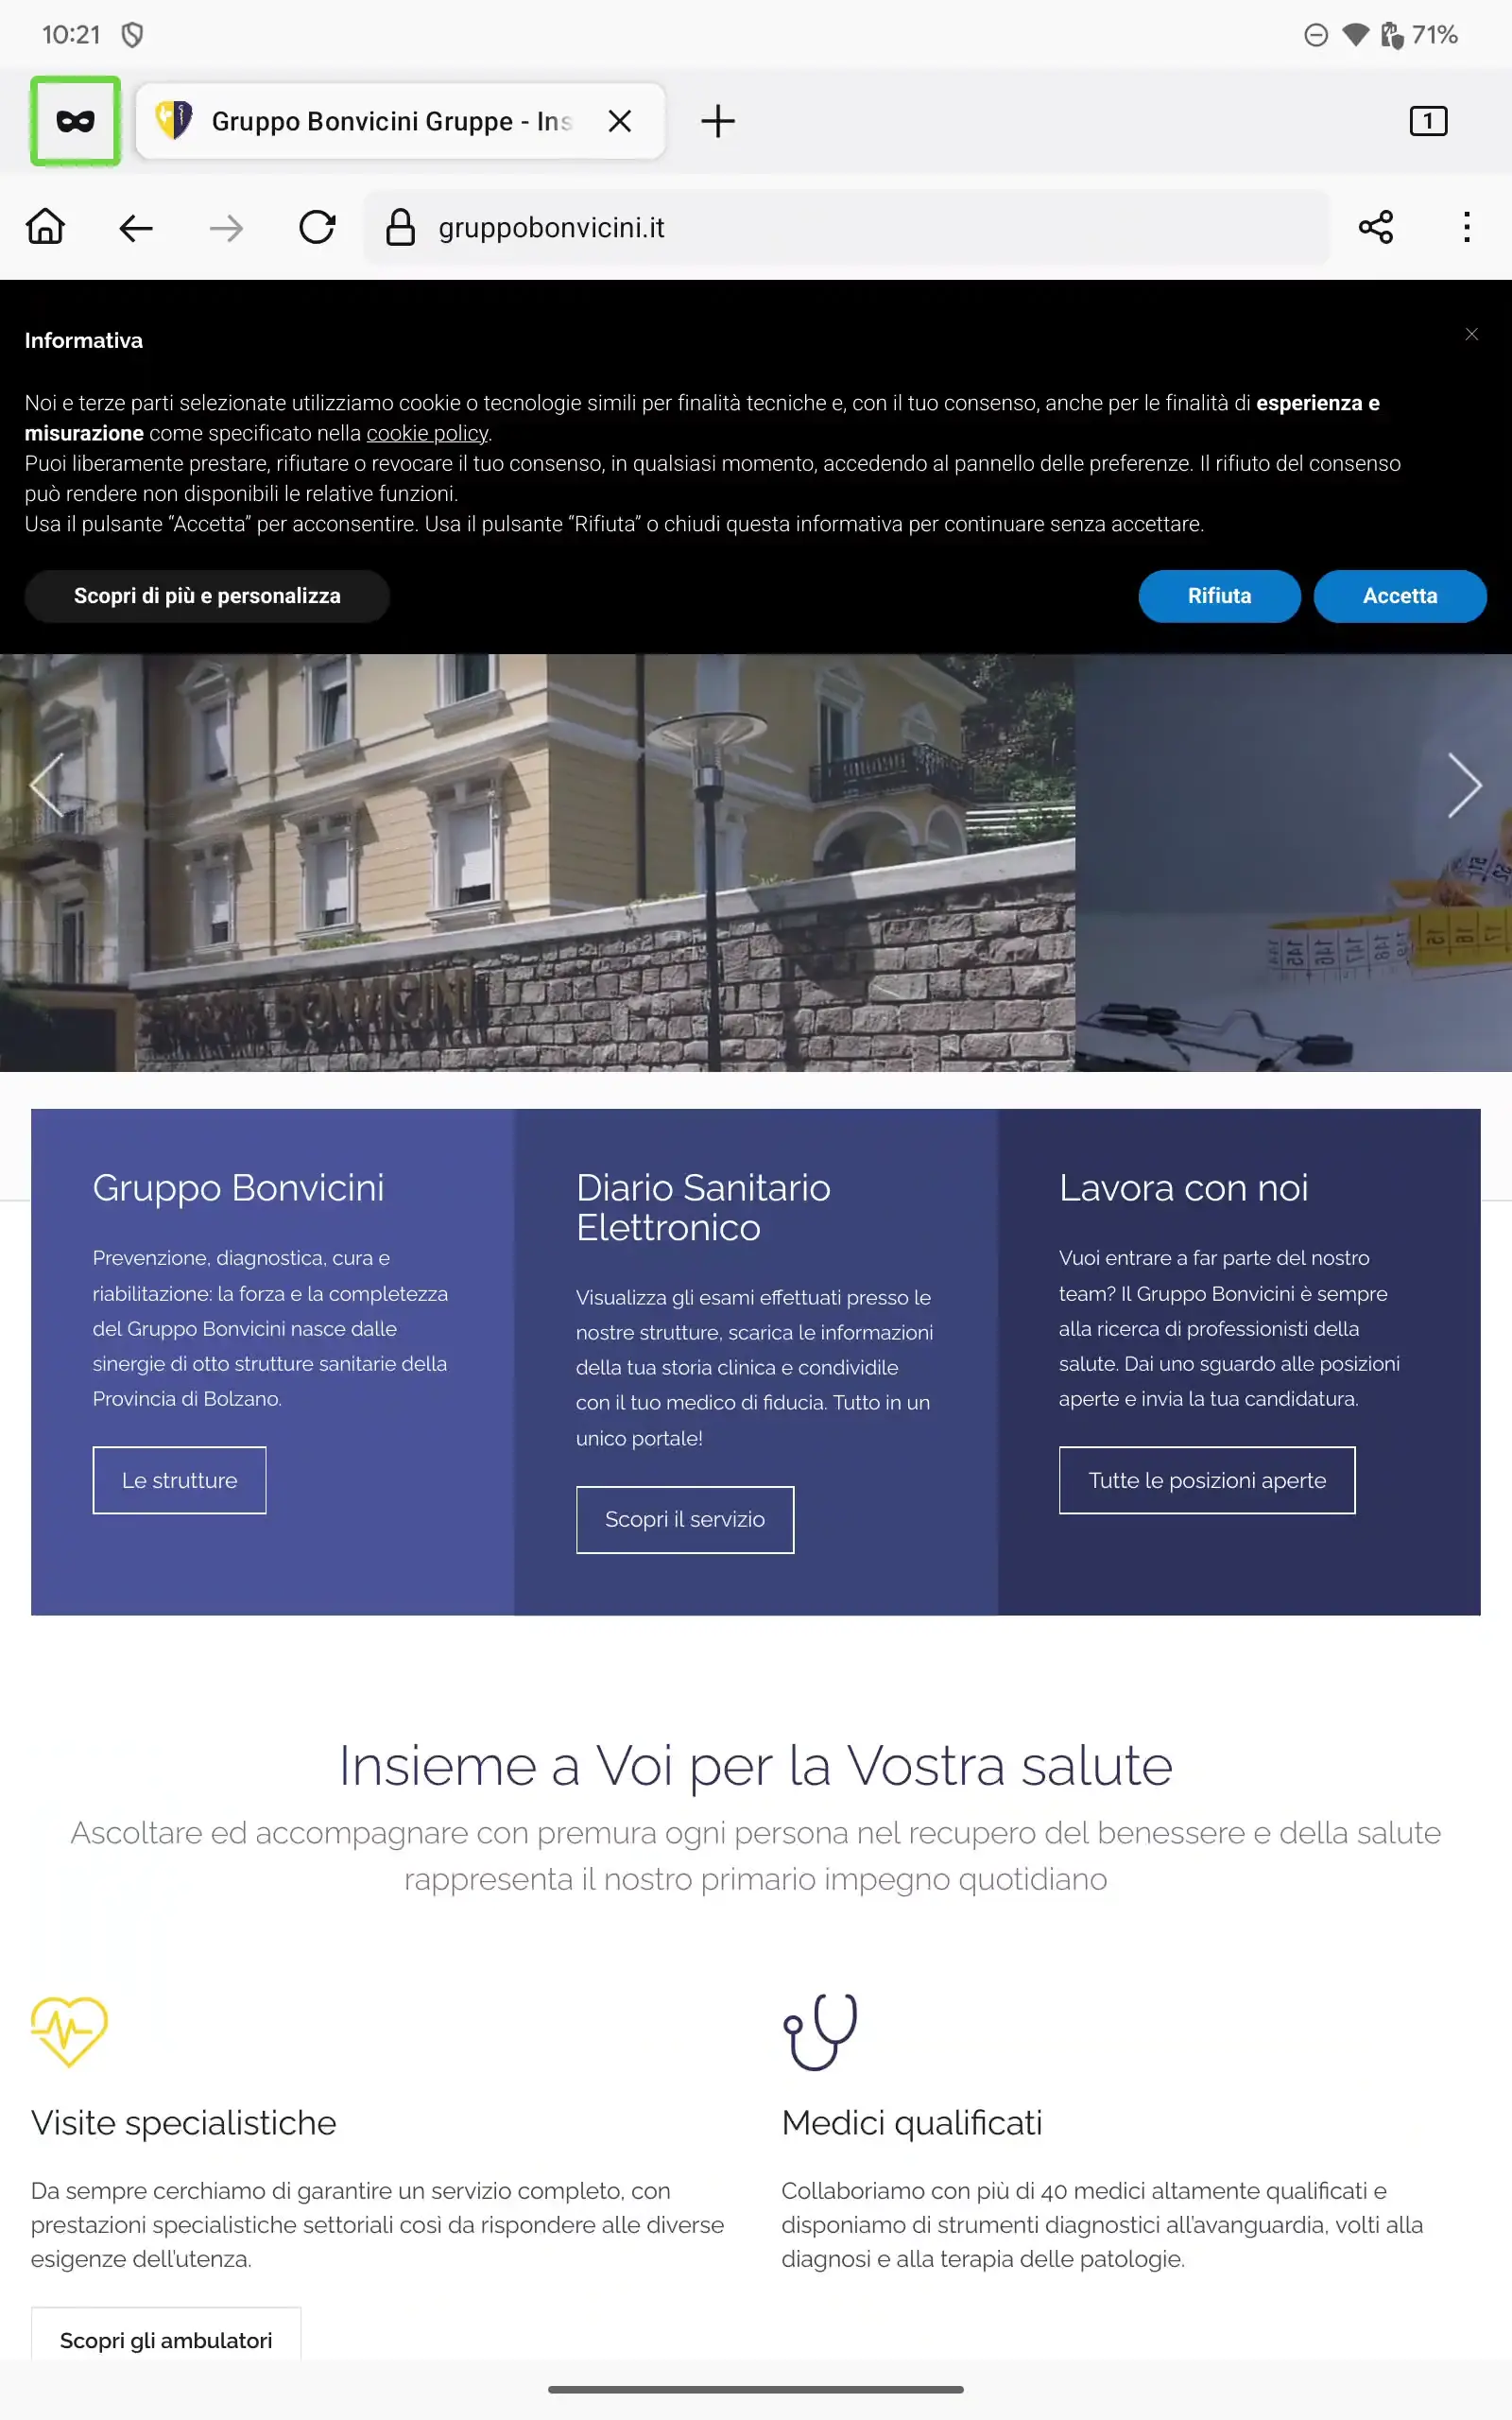 10:21
71%
Gruppo Bonvicini Gruppe - Ins
1
gruppobonvicini.it
Informativa
Noi e terze parti selezionate utilizziamo cookie o tecnologie simili per finalità tecniche e, con il tuo consenso, anche per le finalità di esperienza e
misurazione come specificato nella cookie policy.
Puoi liberamente prestare, rifiutare o revocare il tuo consenso, in qualsiasi momento, accedendo al pannello delle preferenze. Il rifiuto del consenso
può rendere non disponibili le relative funzioni.
Usa il pulsante “Accetta” per acconsentire. Usa il pulsante “Rifiuta” o chiudi questa informativa per continuare senza accettare.
Scopri di più e personalizza
Rifiuta
Accetta
BONVICINI
Gruppo Bonvicini
Prevenzione, diagnostica, cura e
riabilitazione: la forza e la completezza
del Gruppo Bonvicini nasce dalle
sinergie di otto strutture sanitarie della
Provincia di Bolzano.
Le strutture
Diario Sanitario
Elettronico
Visualizza gli esami effettuati presso le
nostre strutture, scarica le informazioni
della tua storia clinica e condividile
con il tuo medico di fiducia. Tutto in un
unico portale!
Scopri il servizio
Lavora con noi
Vuoi entrare a far parte del nostro
team? Il Gruppo Bonvicini è sempre
alla ricerca di professionisti della
salute. Dai uno sguardo alle posizioni
aperte e invia la tua candidatura.
Tutte le posizioni aperte
Insieme a Voi per la Vostra salute
Ascoltare ed accompagnare con premura ogni persona nel recupero del benessere e della salute
rappresenta il nostro primario impegno quotidiano
Visite specialistiche
Da sempre cerchiamo di garantire un servizio completo, con
prestazioni specialistiche settoriali così da rispondere alle diverse
esigenze dell'utenza.
Scopri gli ambulatori
Medici qualificati
Collaboriamo con più di 40 medici altamente qualificati e
disponiamo di strumenti diagnostici all'avanguardia, volti alla
diagnosi e alla terapia delle patologie.